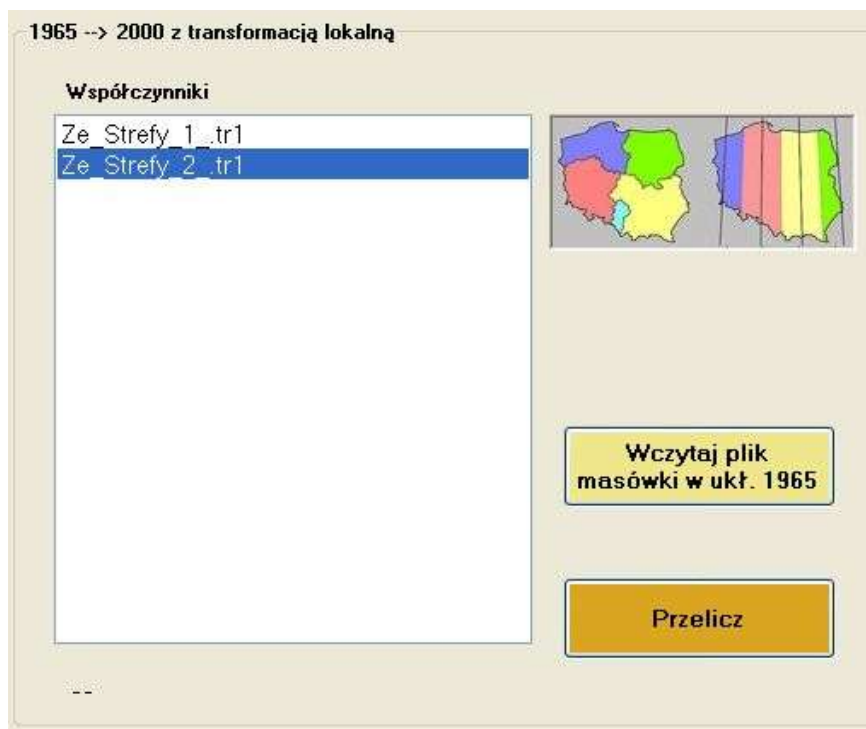 1965 --> 2000 z transformacją lokalną
Współczynniki
Ze_Strefy_1_.tr1
Ze_Strefy_2_.tr1
Wczytaj plik
masówki w ukł. 1965
Przelicz
--